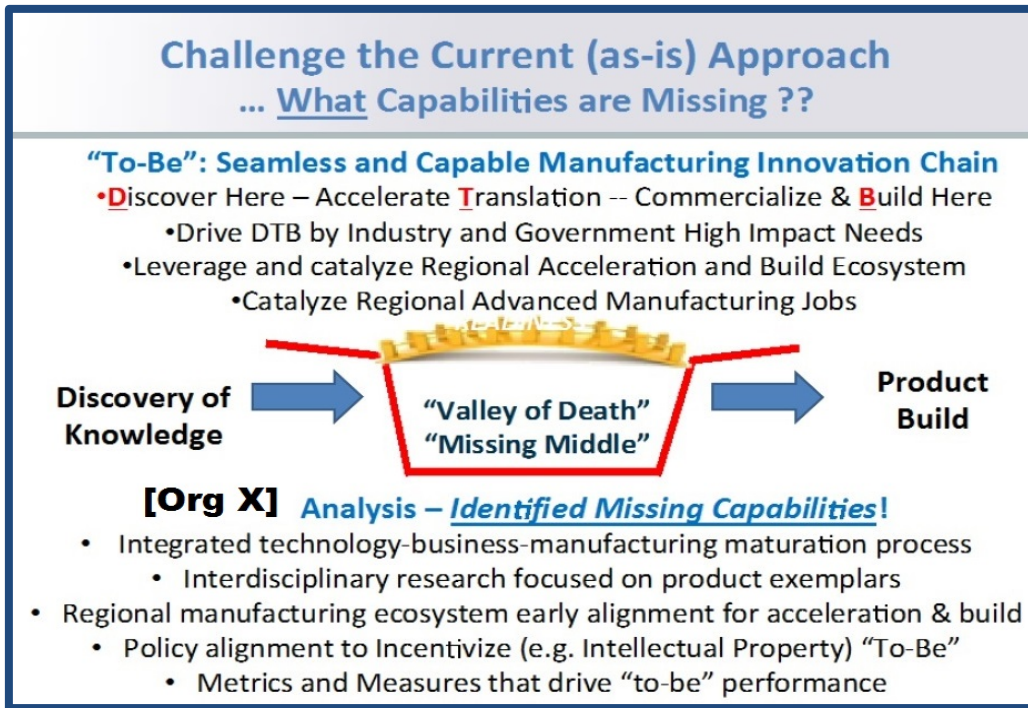 Challenge the Current (as-is) Approach
... What Capabilities are Missing ??
“To-Be”: Seamless and Capable Manufacturing Innovation Chain
•Discover Here – Accelerate Translation -- Commercialize & Build Here
•Drive DTB by Industry and Government High Impact Needs
•Leverage and catalyze Regional Acceleration and Build Ecosystem
•Catalyze Regional Advanced Manufacturing Jobs
Discovery of
Knowledge
“Valley of Death”
“Missing Middle”
Product
Build
[Org X] Analysis – Identified Missing Capabilities!
• Integrated technology-business-manufacturing maturation process
• Interdisciplinary research focused on product exemplars
• Regional manufacturing ecosystem early alignment for acceleration & build
• Policy alignment to Incentivize (e.g. Intellectual Property) “To-Be”
• Metrics and Measures that drive “to-be” performance